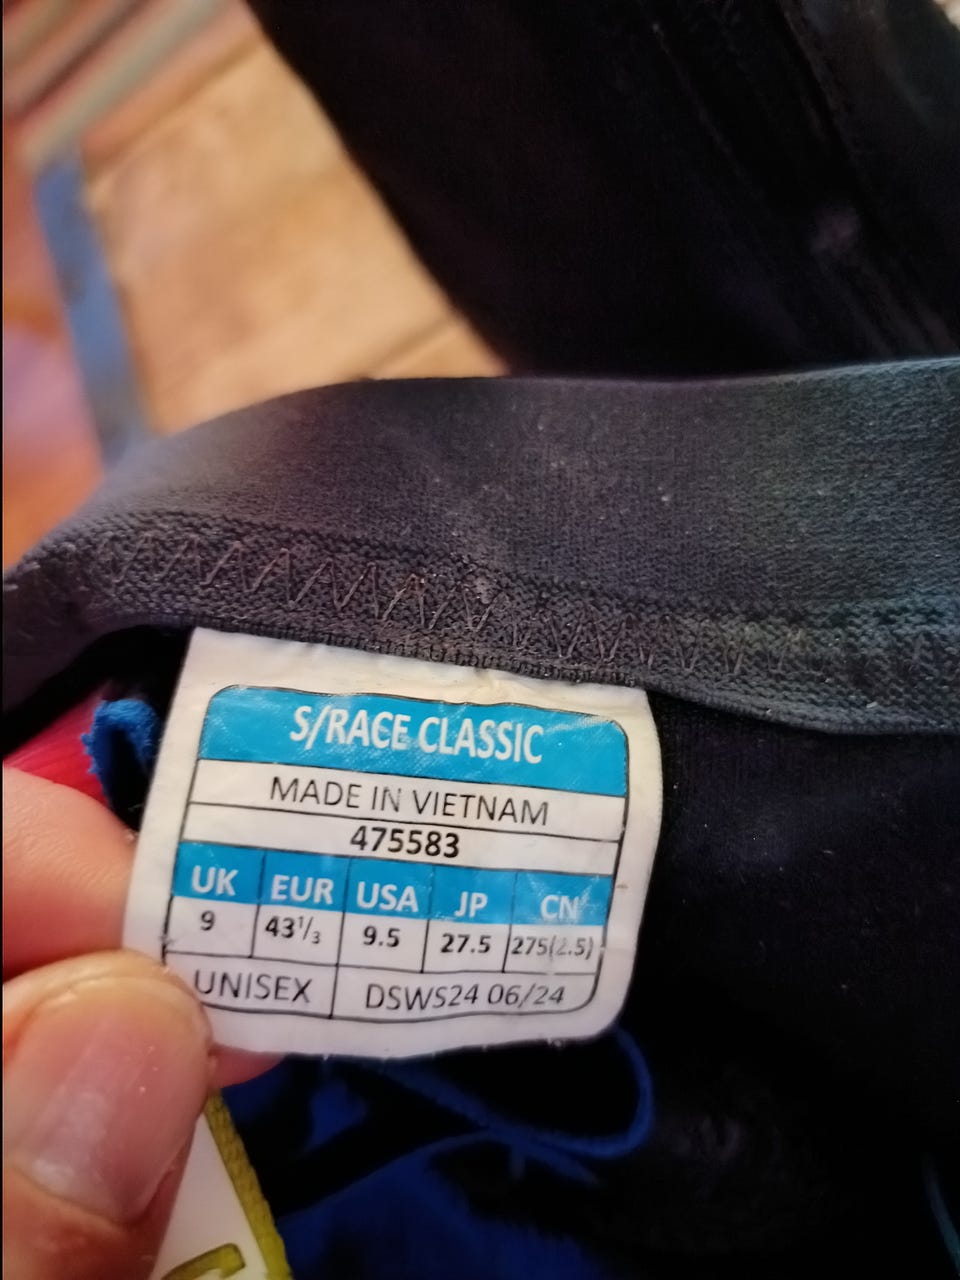 S/RACE CLASSIC
MADE IN VIETNAM
475583
UK EUR USA JP CN
9 43¹/₃ 9.5 27.5 275(2.5)
UNISEX DSWS24 06/24